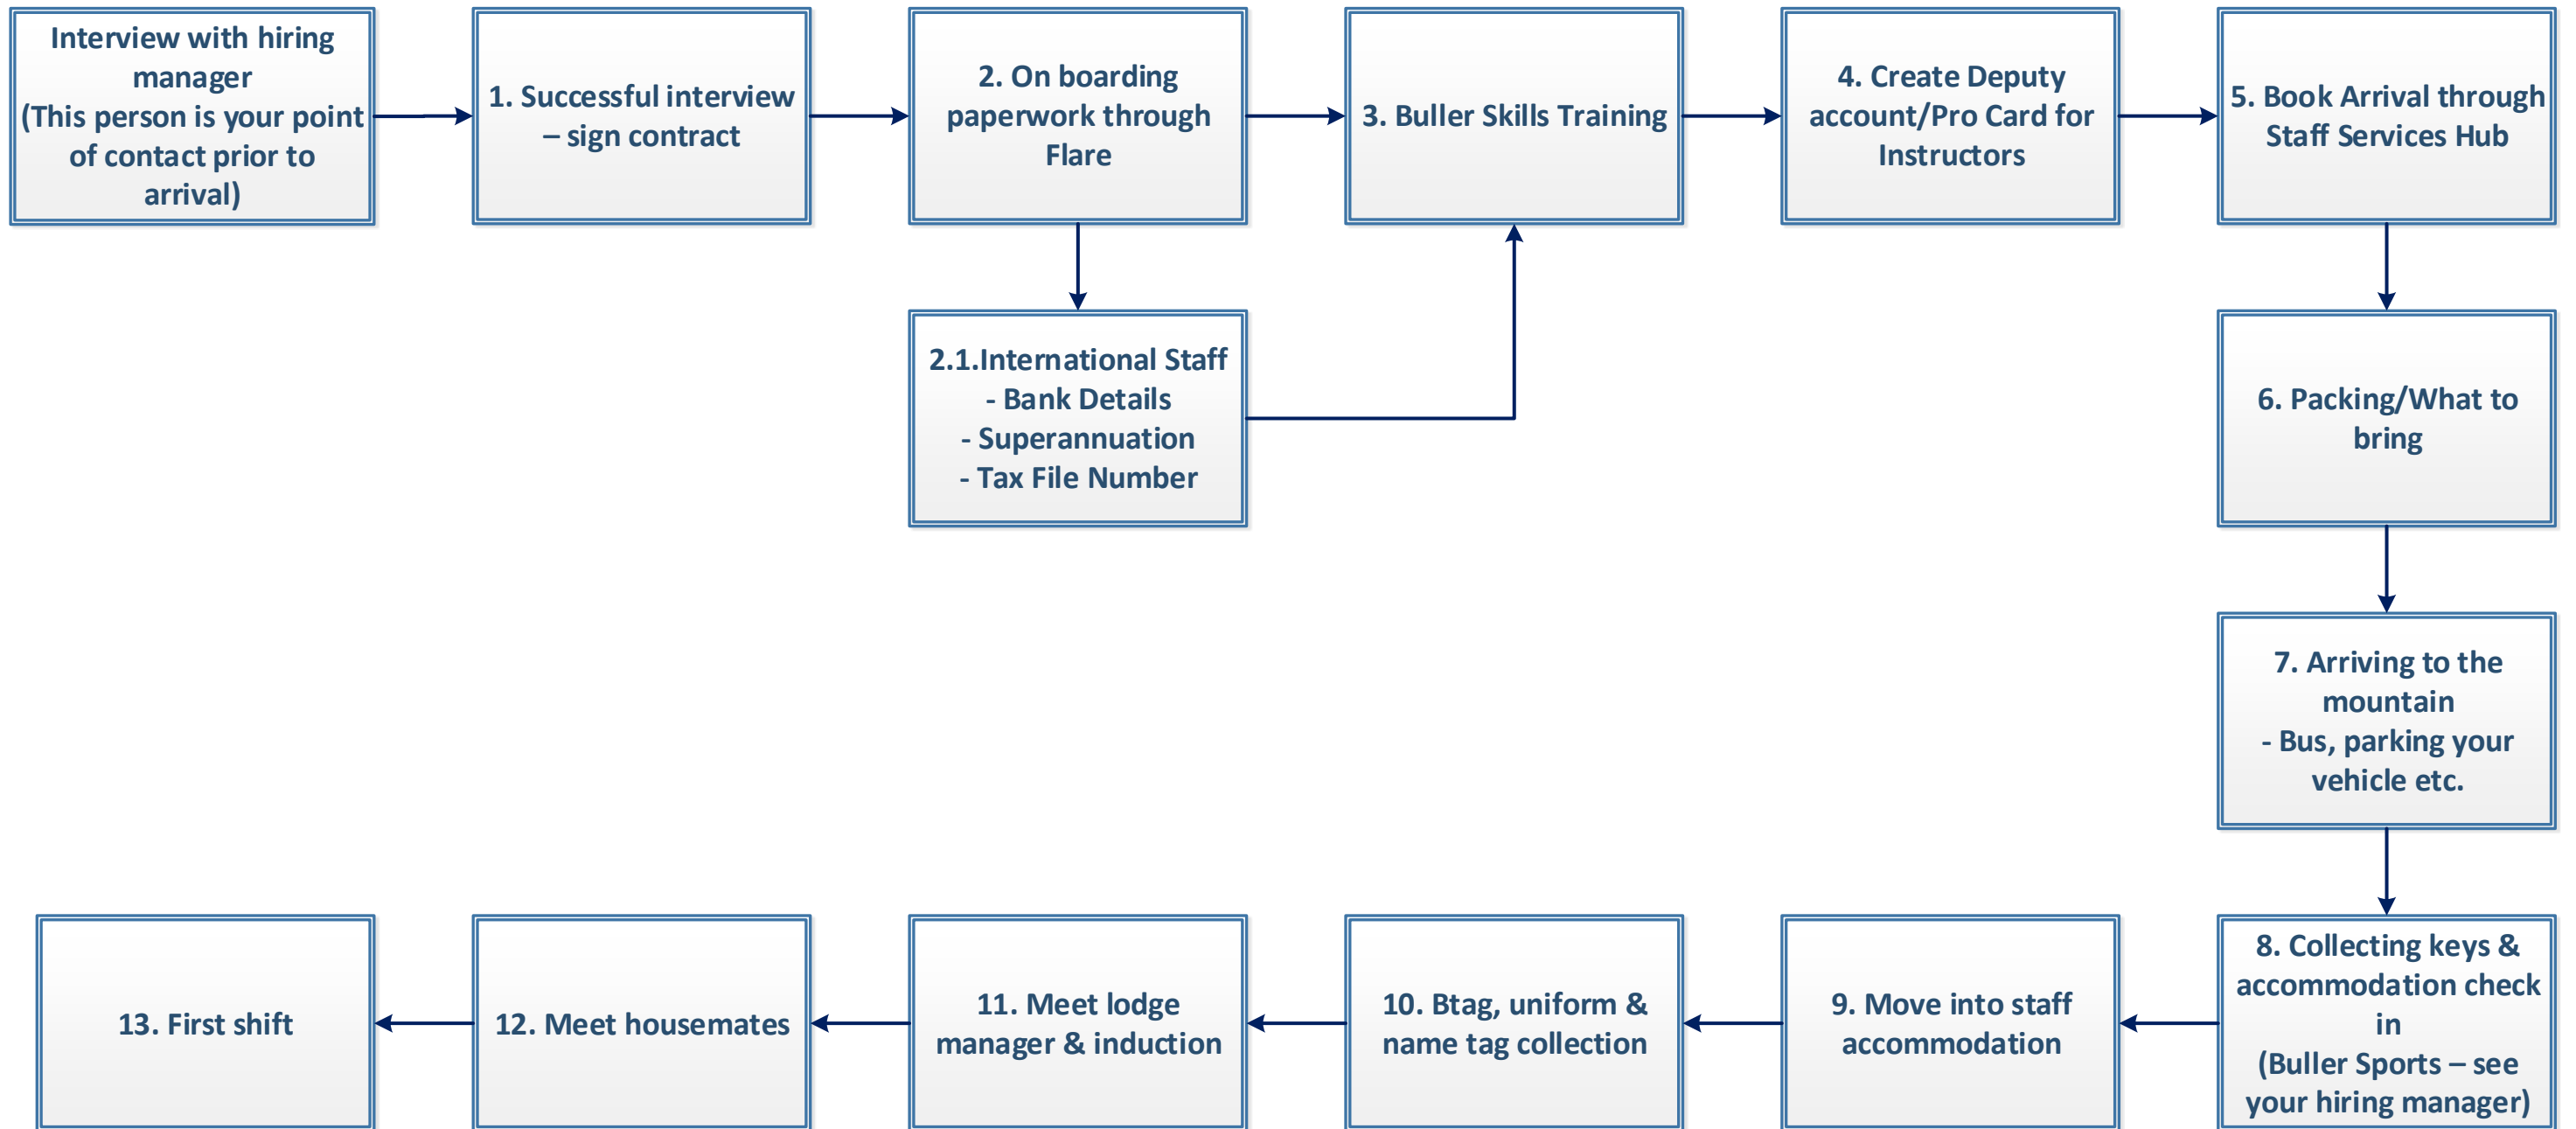 Interview with hiring
manager
(This person is your point
of contact prior to
arrival)
1. Successful interview
– sign contract
2. On boarding
paperwork through
Flare
3. Buller Skills Training
4. Create Deputy
account/Pro Card for
Instructors
5. Book Arrival through
Staff Services Hub
2.1.International Staff
- Bank Details
- Superannuation
- Tax File Number
6. Packing/What to
bring
7. Arriving to the
mountain
- Bus, parking your
vehicle etc.
8. Collecting keys &
accommodation check
in
(Buller Sports – see
your hiring manager)
9. Move into staff
accommodation
10. Btag, uniform &
name tag collection
11. Meet lodge
manager & induction
12. Meet housemates
13. First shift